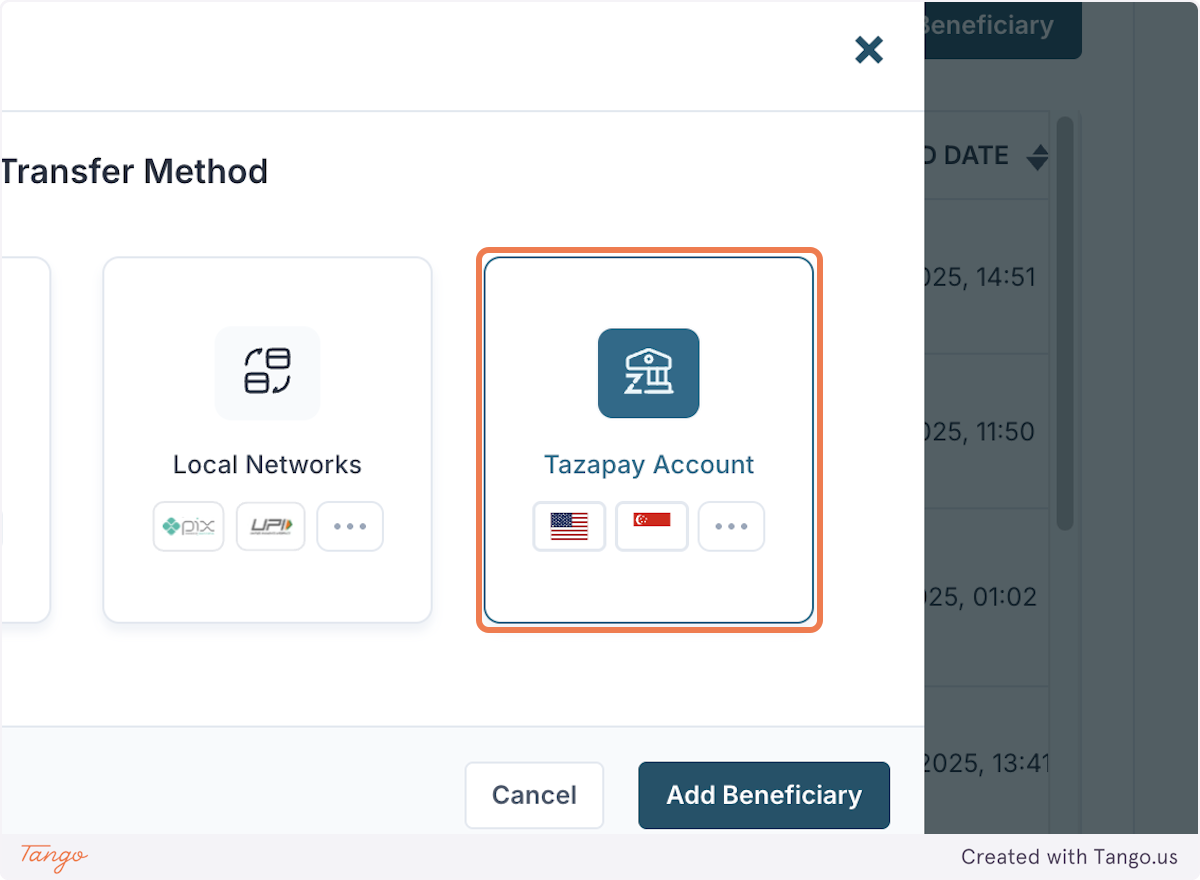 Beneficiary
D DATE
Transfer Method
025, 14:51
Local Networks
pix
UPI
Tazapay Account
025, 11:50
025, 01:02
2025, 13:41
Cancel
Add Beneficiary
Tango
Created with Tango.us